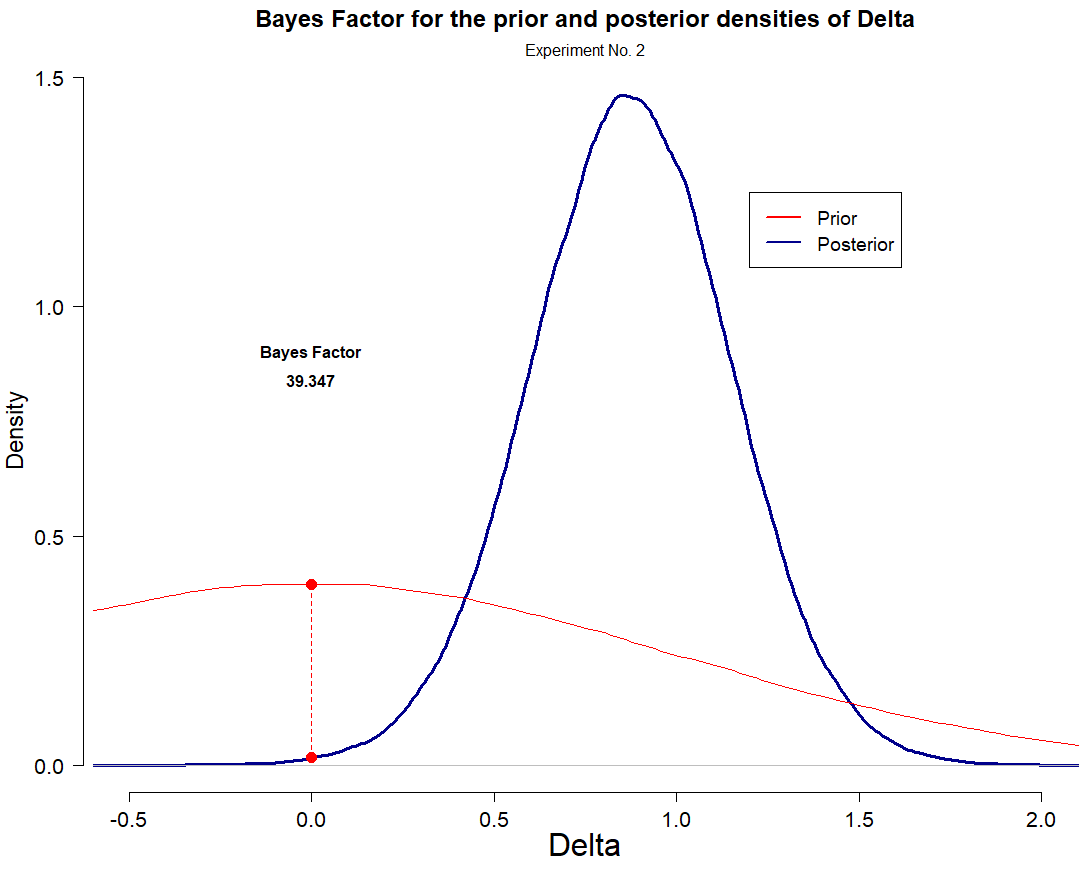 Bayes Factor for the prior and posterior densities of Delta
Experiment No. 2
1.5
1.0
0.5
0.0
Density
Prior
Posterior
Bayes Factor
39.347
-0.5
0.0
0.5
1.0
1.5
2.0
Delta